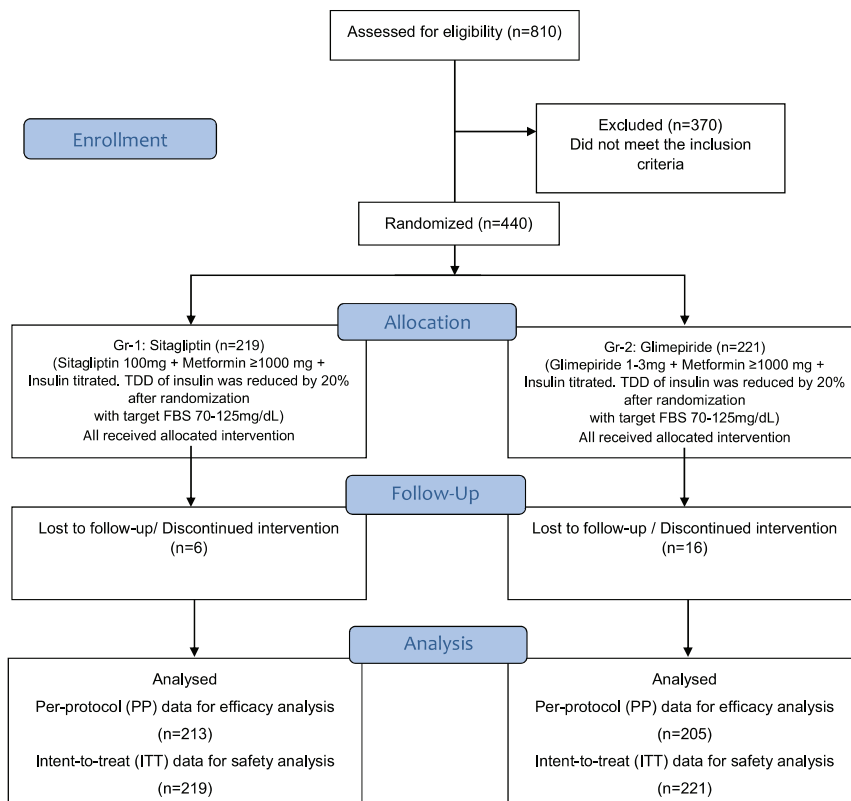 Assessed for eligibility (n=810)
Enrollment
Excluded (n=370)
Did not meet the inclusion
criteria
Randomized (n=440)
Allocation
Gr-1: Sitagliptin (n=219)
(Sitagliptin 100mg + Metformin ≥1000 mg +
Insulin titrated. TDD of insulin was reduced by 20%
after randomization
with target FBS 70-125mg/dL)
All received allocated intervention
Gr-2: Glimepiride (n=221)
(Glimepiride 1-3mg + Metformin ≥1000 mg +
Insulin titrated. TDD of insulin was reduced by 20%
after randomization
with target FBS 70-125mg/dL)
All received allocated intervention
Follow-Up
Lost to follow-up/ Discontinued intervention
(n=6)
Lost to follow-up / Discontinued intervention
(n=16)
Analysis
Analysed
Per-protocol (PP) data for efficacy analysis
(n=213)
Intent-to-treat (ITT) data for safety analysis
(n=219)
Analysed
Per-protocol (PP) data for efficacy analysis
(n=205)
Intent-to-treat (ITT) data for safety analysis
(n=221)